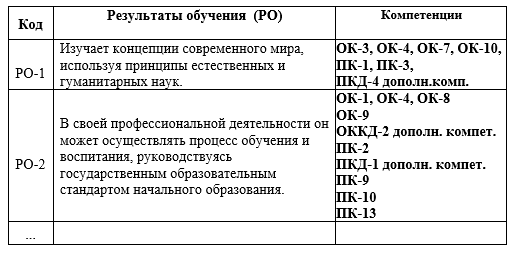 Код
Результаты обучения (РО)
Компетенции
РО-1
Изучает концепции современного мира,
используя принципы естественных и
гуманитарных наук.
ОК-3, ОК-4, ОК-7, ОК-10,
ПК-1, ПК-3,
ПКД-4 дополн.комп.
РО-2
В своей профессиональной деятельности он
может осуществлять процесс обучения и
воспитания, руководствуясь
государственным образовательным
стандартом начального образования.
ОК-1, ОК-4, ОК-8
ОК-9
ОККД-2 дополн. компет.
ПК-2
ПКД-1 дополн. компет.
ПК-9
ПК-10
ПК-13
...